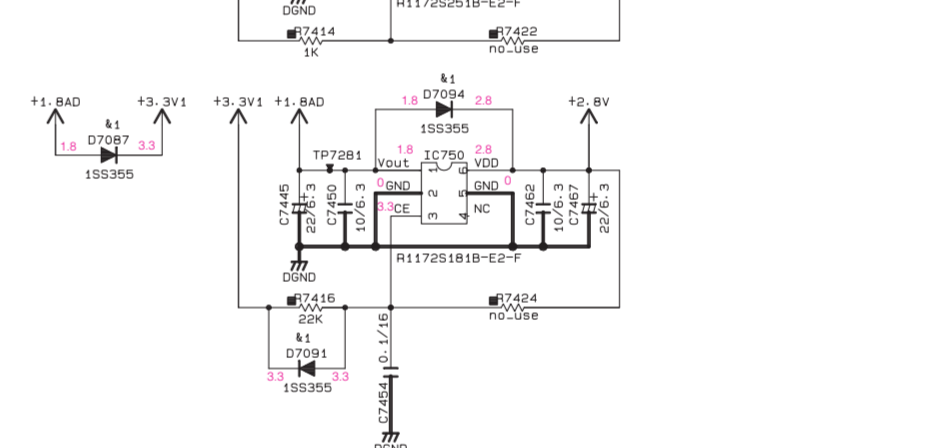 DGND
R1172S251B-E2-F
R7414
1K
R7422
no_use
+1.8AD
+3.3V1
+3.3V1
+1.8AD
+2.8V
&1
D7094
1.8
2.8
1SS355
&1
D7087
1.8
3.3
1SS355
TP7281
1.8
IC750
2.8
Vout
1
6
VDD
0
GND
2
5
GND
0
3.3
CE
3
4
NC
C7445
22/6.3
C7450
10/6.3
C7462
10/6.3
C7467
22/6.3
R1172S181B-E2-F
DGND
R7416
22K
R7424
no_use
&1
D7091
3.3
3.3
1SS355
C7454
0.1/16
DGND